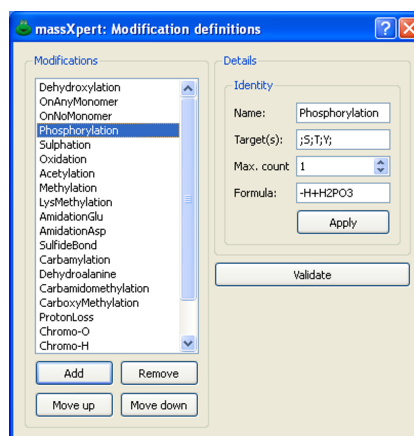 massXpert: Modification definitions
Modifications
Dehydroxylation
OnAnyMonomer
OnNoMonomer
Phosphorylation
Sulphation
Oxidation
Acetylation
Methylation
LysMethylation
AmidationGlu
AmidationAsp
SulfideBond
Carbamylation
Dehydroalanine
Carbamidomethylation
CarboxyMethylation
ProtonLoss
Chromo-O
Chromo-H
Add
Remove
Move up
Move down
Details
Identity
Name: Phosphorylation
Target(s): ;S;T;Y;
Max. count 1
Formula: -H+H2PO3
Apply
Validate